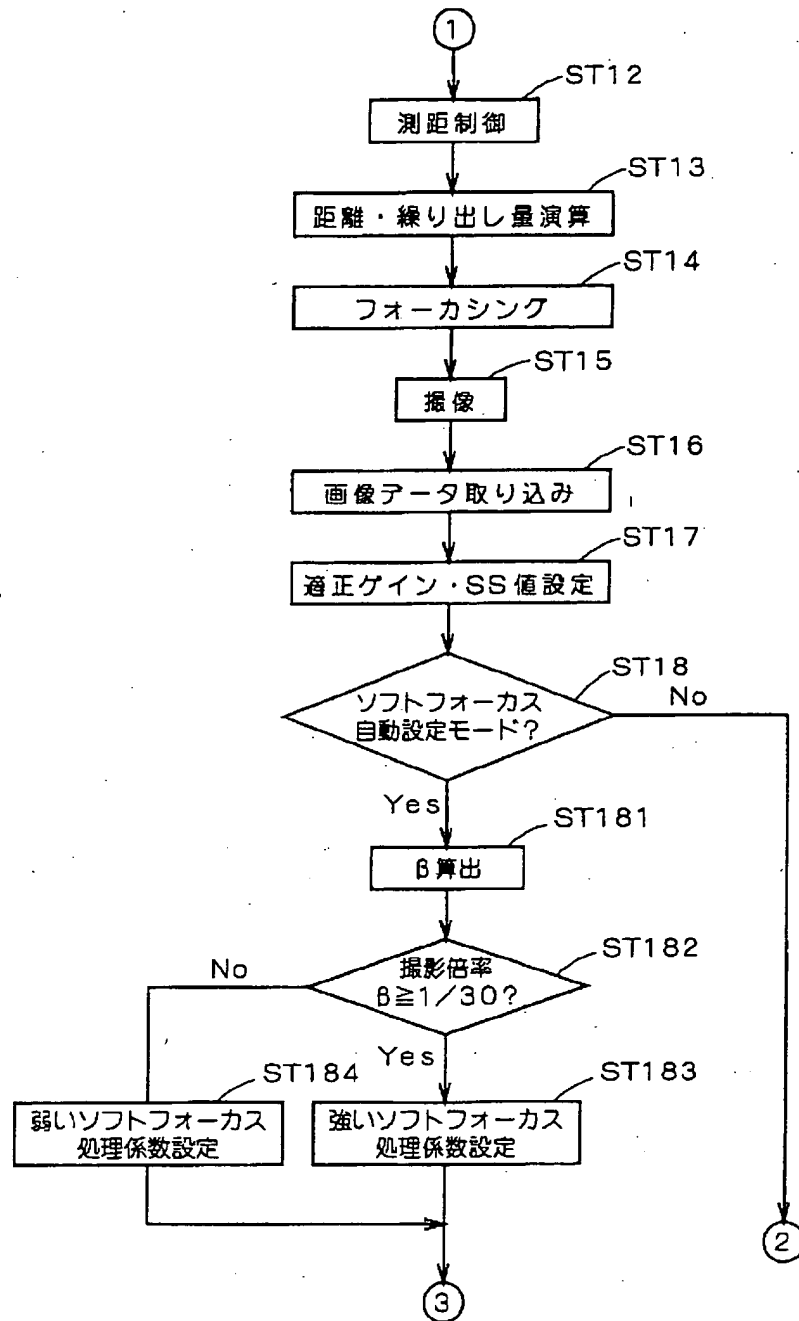 1
ST12
測距制御
ST13
距離・繰り出し量演算
ST14
フォーカシング
ST15
撮像
ST16
画像データ取り込み
ST17
適正ゲイン・SS値設定
ST18
ソフトフォーカス
自動設定モード?
No
Yes
ST181
β算出
ST182
撮影倍率
β≧1/30?
No
Yes
ST184
弱いソフトフォーカス
処理係数設定
ST183
強いソフトフォーカス
処理係数設定
2
3